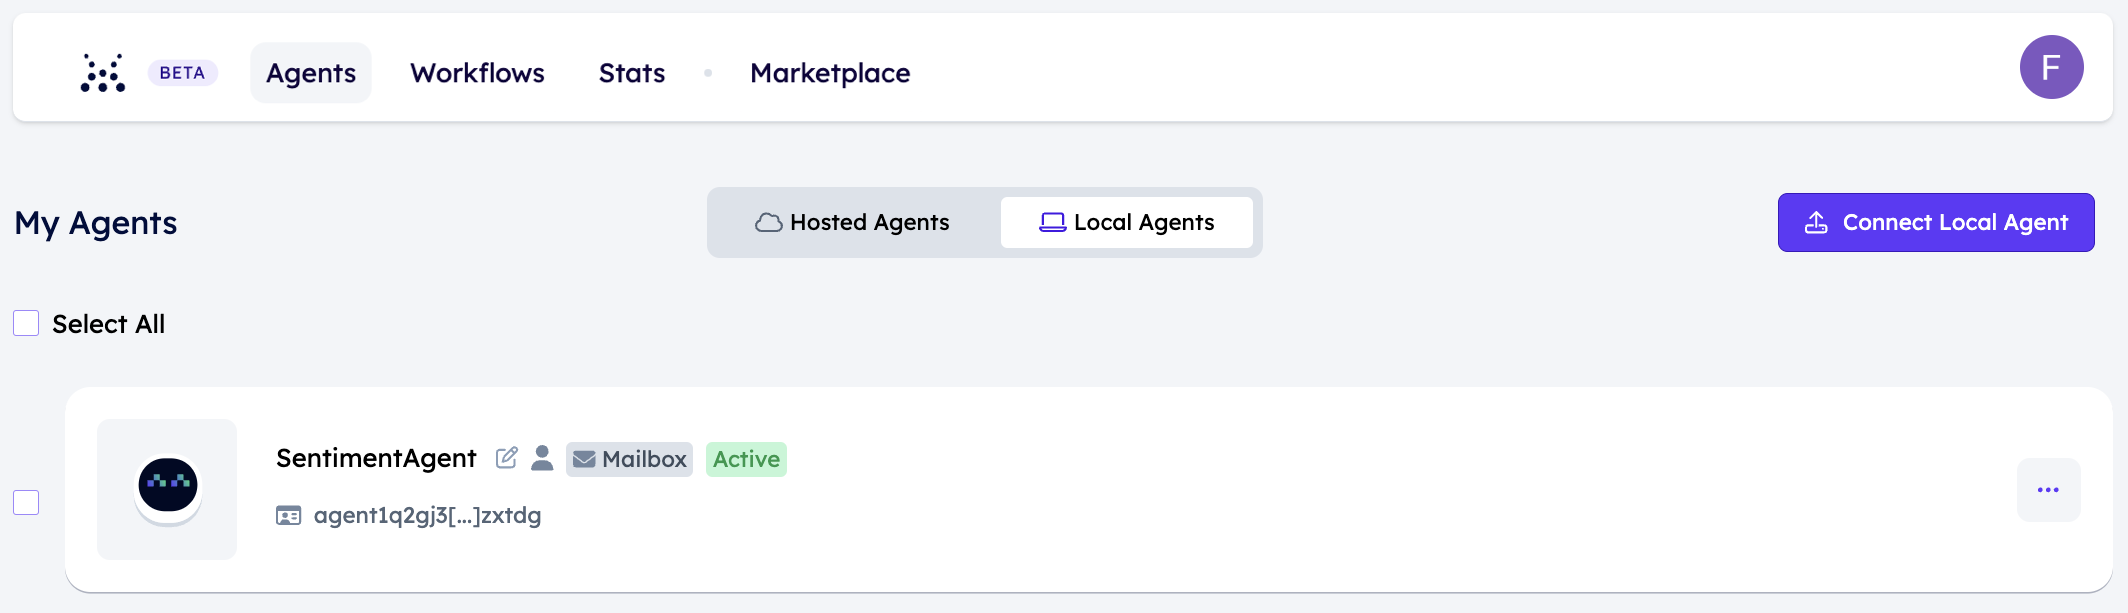 BETA Agents Workflows Stats Marketplace F
My Agents Hosted Agents Local Agents Connect Local Agent
Select All
SentimentAgent Mailbox Active
agent1q2gj3[...]zxtdg